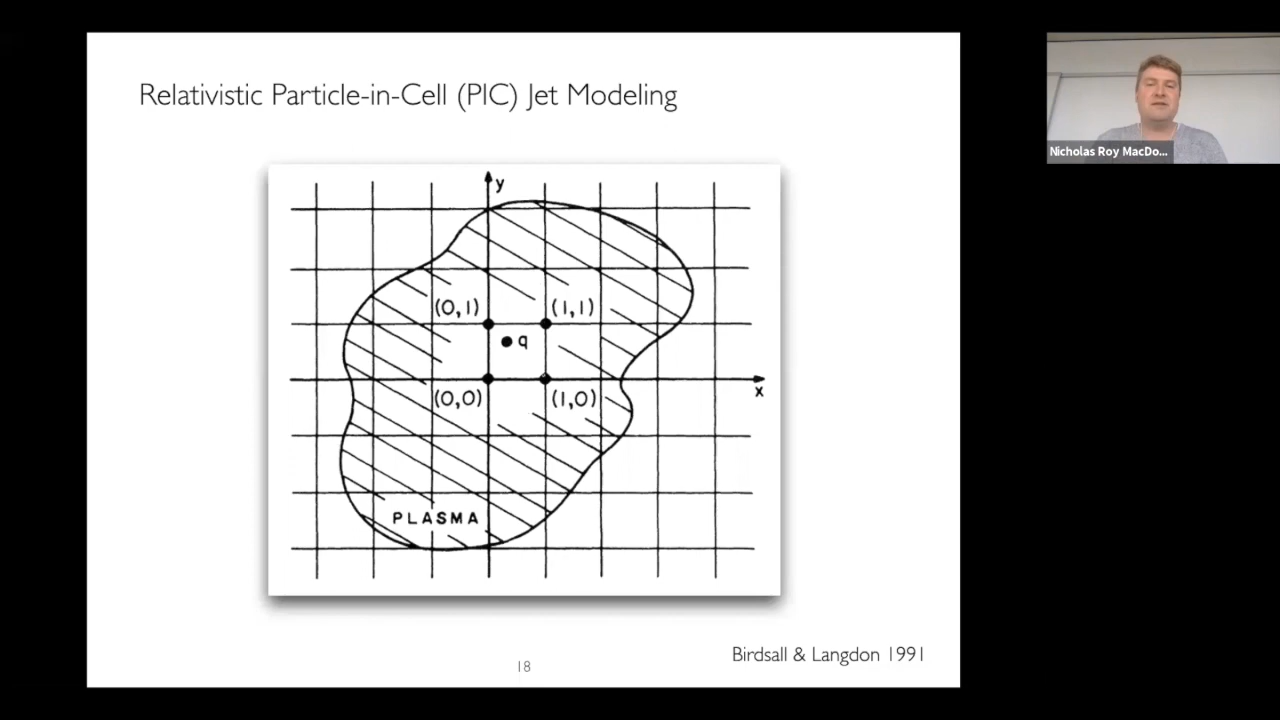 Relativistic Particle-in-Cell (PIC) Jet Modeling
Nicholas Roy MacDo...
y
(0,1) (1,1)
q
x
(0,0) (1,0)
PLASMA
Birdsall & Langdon 1991
18